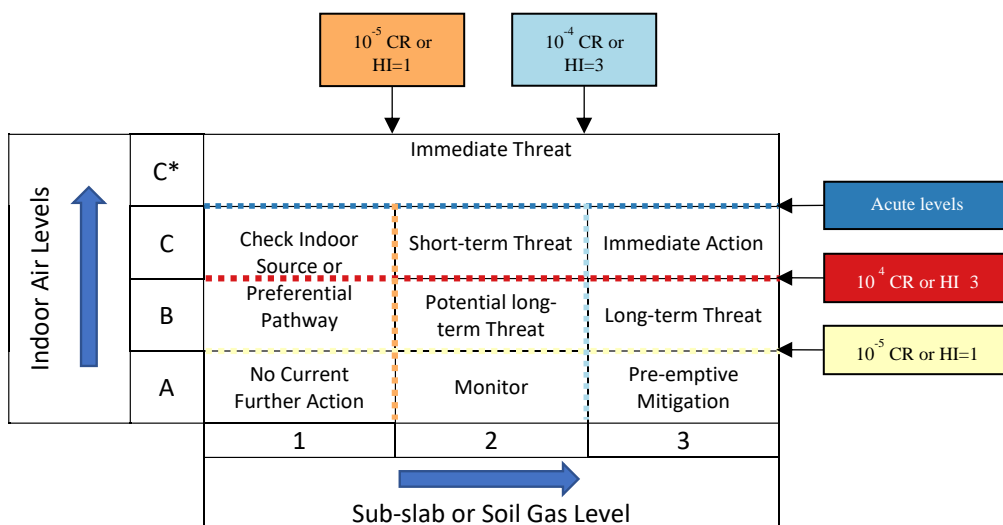 10-5 CR or
HI=1
10-4 CR or
HI=3
Immediate Threat
C*
Acute levels
C
Check Indoor
Source or
Preferential
Pathway
Short-term Threat
Immediate Action
10 4 CR or HI 3
B
Potential long-
term Threat
Long-term Threat
10-5 CR or HI=1
A
No Current
Further Action
Monitor
Pre-emptive
Mitigation
Indoor Air Levels
1
2
3
Sub-slab or Soil Gas Level